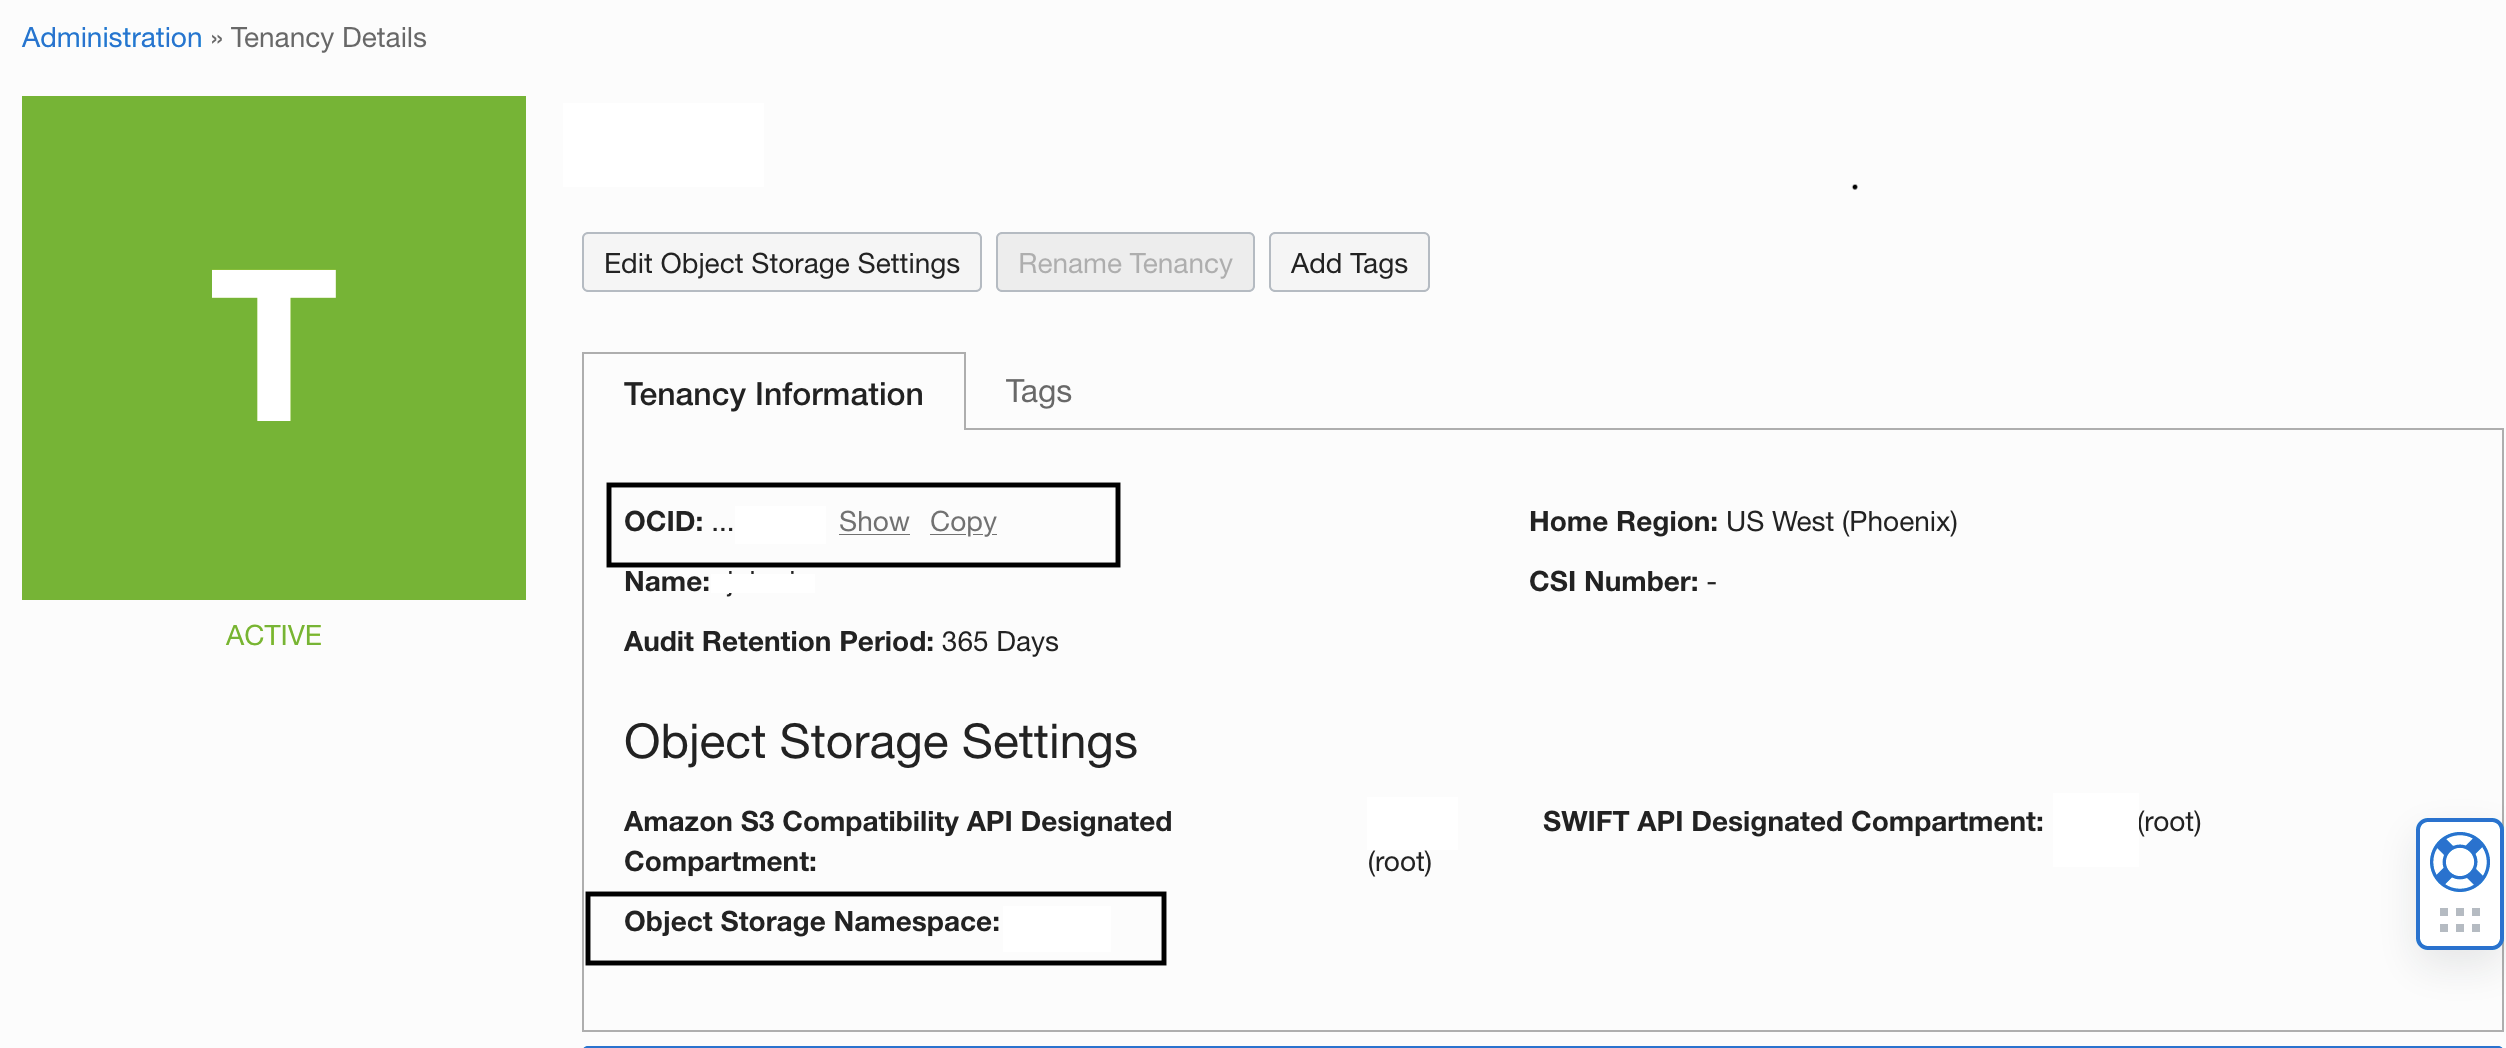 Administration » Tenancy Details
T
ACTIVE
Edit Object Storage Settings
Rename Tenancy
Add Tags
Tenancy Information
Tags
OCID: ... Show Copy
Home Region: US West (Phoenix)
Name:
CSI Number: -
Audit Retention Period: 365 Days
Object Storage Settings
Amazon S3 Compatibility API Designated
Compartment:
(root)
SWIFT API Designated Compartment: (root)
Object Storage Namespace: